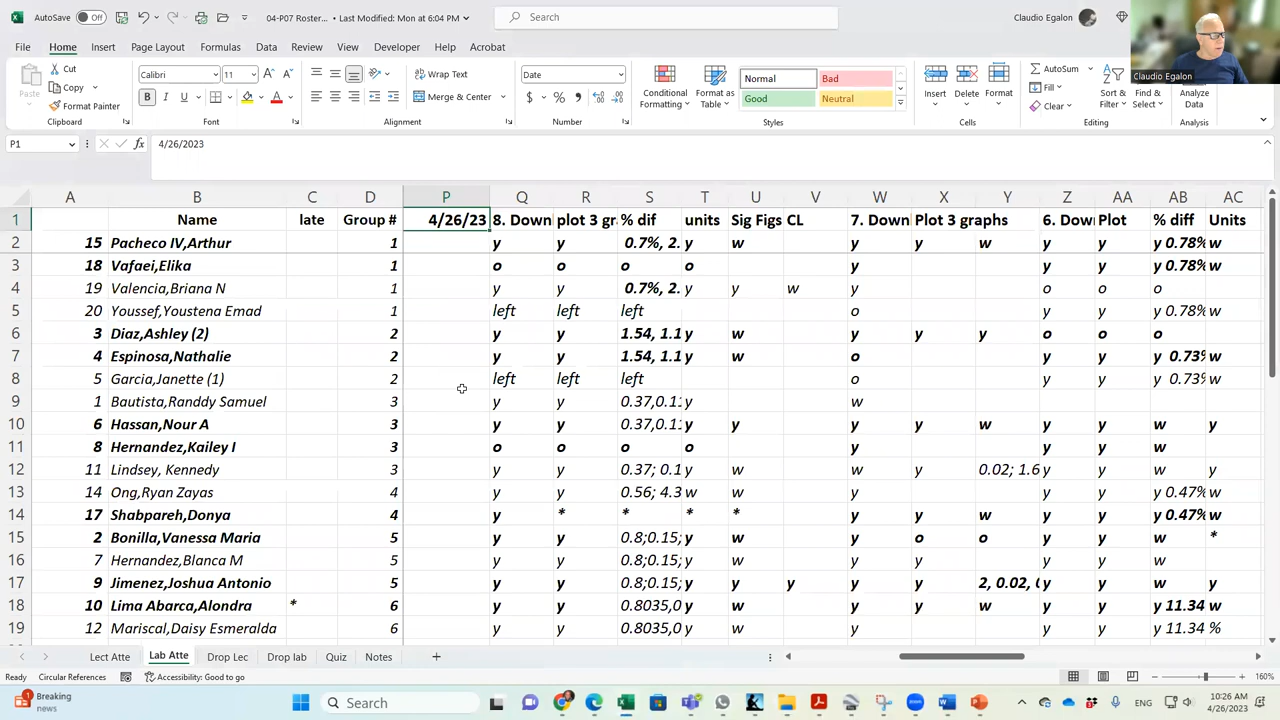 AutoSave Off 04-P07 Roster... • Last Modified: Mon at 6:04 PM Search Claudio Egalon
File Home Insert Page Layout Formulas Data Review View Developer Help Acrobat
Paste Cut Copy Format Painter Clipboard
Calibri 11 B I U Font
Wrap Text Merge & Center Alignment
Date $ % Number
Conditional Formatting Format as Table Normal Bad Good Neutral Styles
Insert Delete Format Cells
AutoSum Fill Clear Sort & Filter Find & Select Editing
Analyze Data Analysis
Claudio Egalon
P1 fx 4/26/2023
A B C D P Q R S T U V W X Y Z AA AB AC
1 Name late Group # 4/26/23 8. Down plot 3 gr % dif units Sig Figs CL 7. Down Plot 3 graphs 6. Dow Plot % diff Units
2 15 Pacheco IV,Arthur 1 y y 0.7%, 2. y w y y w y y y 0.78% w
3 18 Vafaei,Elika 1 o o o o y y y y 0.78% w
4 19 Valencia,Briana N 1 y y 0.7%, 2. y y w y o o o
5 20 Youssef,Youstena Emad 1 left left left o y y y 0.78% w
6 3 Diaz,Ashley (2) 2 y y 1.54, 1.1 y w y y y o o o
7 4 Espinosa,Nathalie 2 y y 1.54, 1.1 y w o y y y 0.73% w
8 5 Garcia,Janette (1) 2 left left left o y y y 0.73% w
9 1 Bautista,Randdy Samuel 3 y y 0.37,0.11 y w
10 6 Hassan,Nour A 3 y y 0.37,0.11 y y y y w y y w y
11 8 Hernandez,Kailey I 3 o o o o y y y w
12 11 Lindsey, Kennedy 3 y y 0.37; 0.1 y w w y 0.02; 1.6 y y w y
13 14 Ong,Ryan Zayas 4 y y 0.56; 4.3 w w y y y y 0.47% w
14 17 Shabpareh,Donya 4 y * * * * y y w y y y 0.47% w
15 2 Bonilla,Vanessa Maria 5 y y 0.8;0.15; y w y o o y y w *
16 7 Hernandez,Blanca M 5 y y 0.8;0.15; y w y y y y w
17 9 Jimenez,Joshua Antonio 5 y y 0.8;0.15; y y y y y 2, 0.02, y y w y
18 10 Lima Abarca,Alondra * 6 y y 0.8035,0 y w y y w y y y 11.34 w
19 12 Mariscal,Daisy Esmeralda 6 y y 0.8035,0 y w y y y y 11.34 %
Lect Atte Lab Atte Drop Lec Drop lab Quiz Notes +
Ready Circular References Accessibility: Good to go 160%
1 Breaking news Search 10:26 AM
4/26/2023